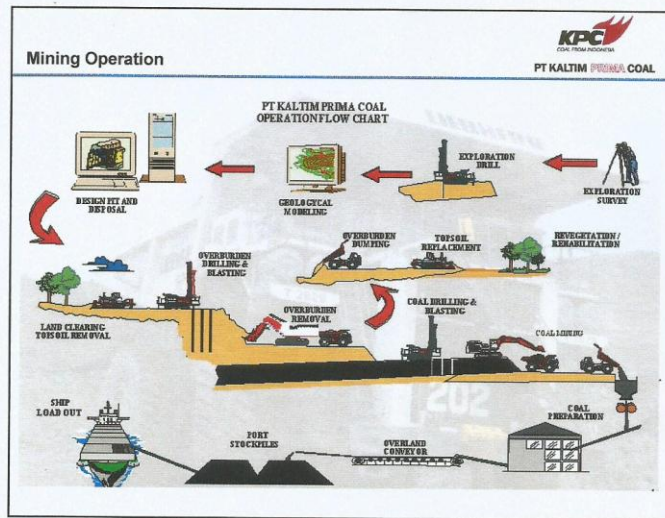 Mining Operation
KPC
COAL FROM INDONESIA
PT KALTIM PRIMA COAL
PT KALTIM PRIMA COAL
OPERATION FLOW CHART
EXPLORATION
DRILL
EXPLORATION
SURVEY
GEOLOGYCAL
MODELING
DESIGN PIT AND
DISPOSAL
OVERBURDEN
DUMPING
TOPSOIL
REPLACEMENT
REVEGETATION /
REHABILITATION
OVERBURDEN
DRILLING &
BLASTING
LAND CLEARING
TOPSOIL REMOVAL
OVERBURDEN
REMOVAL
COAL DRILLING &
BLASTING
COAL MINING
202
COAL
PREPARATION
SHIP
LOAD OUT
PORT
STOCKPILES
OVERLAND
CONVEYOR